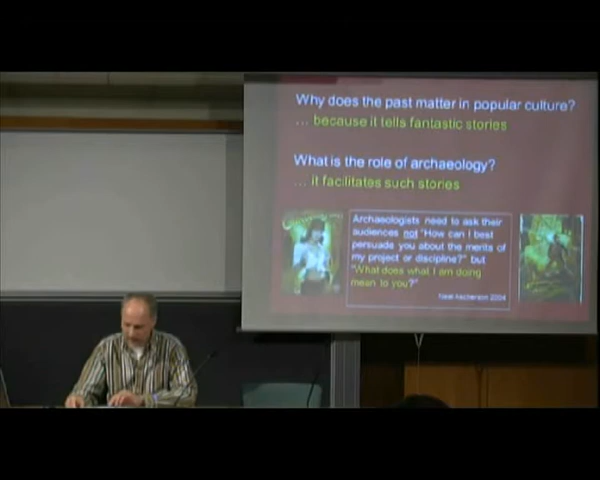 Why does the past matter in popular culture?
... because it tells fantastic stories
What is the role of archaeology?
... it facilitates such stories
Archaeologists need to ask their
audiences not "How can I best
persuade you about the merits of
my project or discipline?" but
"What does what I am doing
mean to you?"
Neal Ascherson 2004